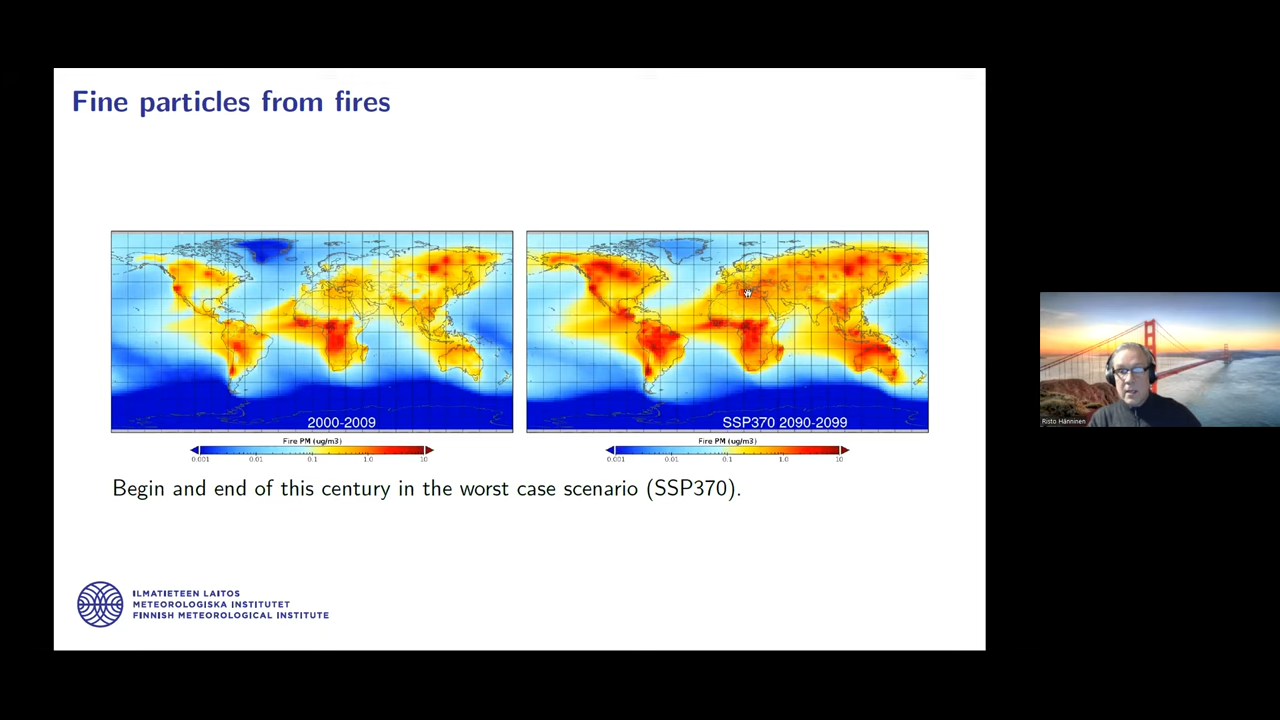 Fine particles from fires
2000-2009
SSP370 2090-2099
Fire PM (ug/m3)
0.001 0.01 0.1 1.0 10
Fire PM (ug/m3)
0.001 0.01 0.1 1.0 10
Begin and end of this century in the worst case scenario (SSP370).
ILMATIETEEN LAITOS
METEOROLOGISKA INSTITUTET
FINNISH METEOROLOGICAL INSTITUTE
Risto Hänninen